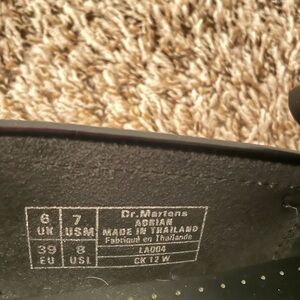 6 7
UK USM
39 8
EU USL
Dr.Martens
ADRIAN
MADE IN THAILAND
Fabriqué en Thaïlande
LA004
CK 12 W